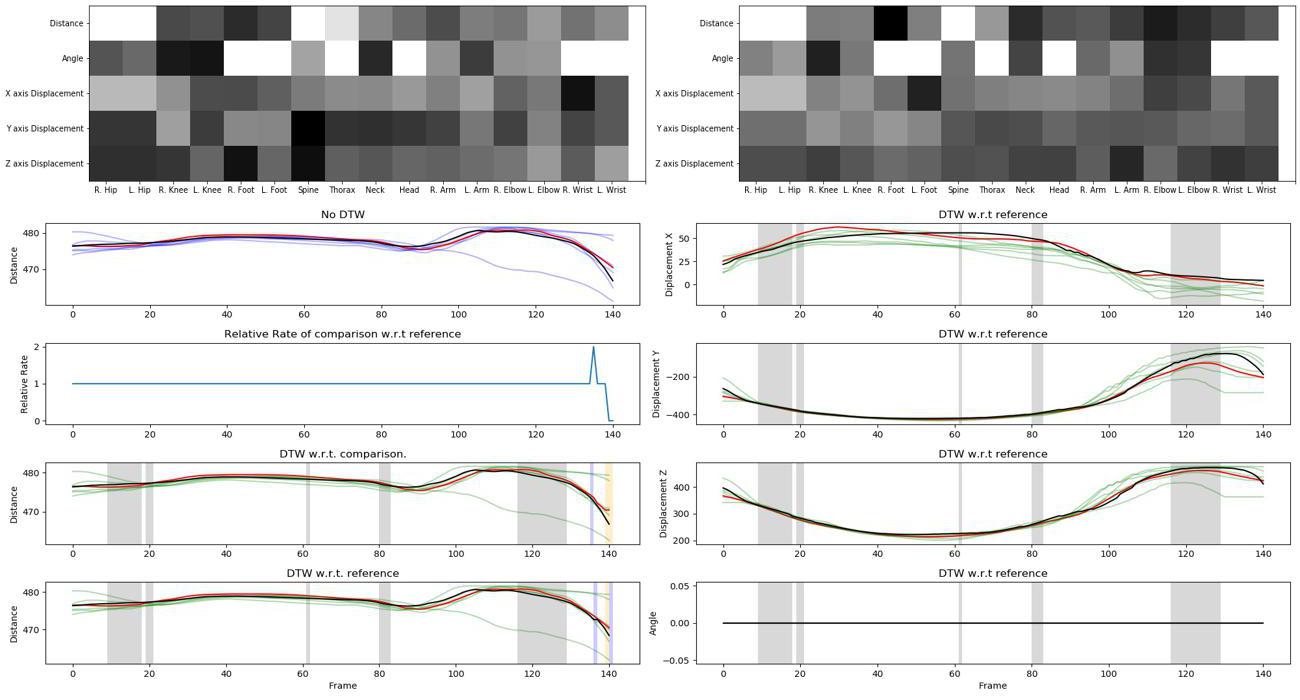 Distance
Angle
X axis Displacement
Y axis Displacement
Z axis Displacement
R. Hip L. Hip R. Knee L. Knee R. Foot L. Foot Spine Thorax Neck Head R. Arm L. Arm R. Elbow L. Elbow R. Wrist L. Wrist
Distance
Angle
X axis Displacement
Y axis Displacement
Z axis Displacement
R. Hip L. Hip R. Knee L. Knee R. Foot L. Foot Spine Thorax Neck Head R. Arm L. Arm R. Elbow L. Elbow R. Wrist L. Wrist
No DTW
Distance
480
470
0 20 40 60 80 100 120 140
DTW w.r.t reference
Diplacement X
50
25
0
0 20 40 60 80 100 120 140
Relative Rate of comparison w.r.t reference
Relative Rate
2
1
0
0 20 40 60 80 100 120 140
DTW w.r.t reference
Displacement Y
−200
−400
0 20 40 60 80 100 120 140
DTW w.r.t. comparison.
Distance
480
470
0 20 40 60 80 100 120 140
DTW w.r.t reference
Displacement Z
400
300
200
0 20 40 60 80 100 120 140
DTW w.r.t. reference
Distance
480
470
0 20 40 60 80 100 120 140
Frame
DTW w.r.t reference
Angle
0.05
0.00
−0.05
0 20 40 60 80 100 120 140
Frame